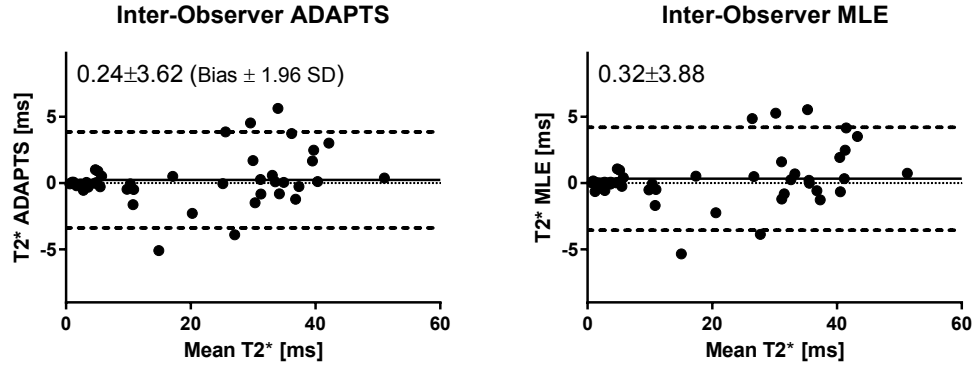 Inter-Observer ADAPTS
0.24±3.62 (Bias ± 1.96 SD)
T2* ADAPTS [ms]
5
0
-5
0
20
40
60
Mean T2* [ms]
Inter-Observer MLE
0.32±3.88
T2* MLE [ms]
5
0
-5
0
20
40
60
Mean T2* [ms]